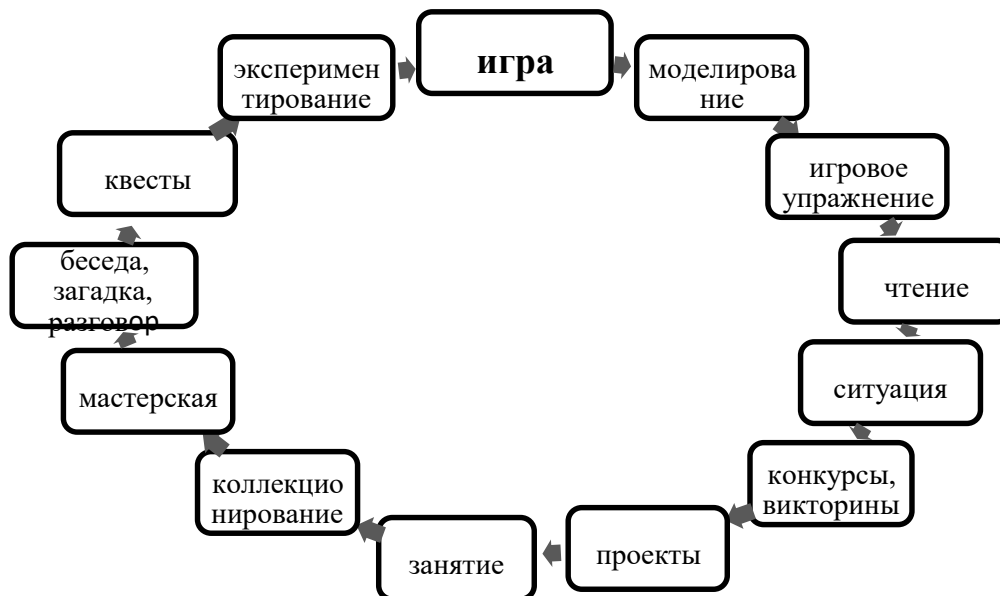 игра
моделирова
ние
игровое
упражнение
чтение
ситуация
конкурсы,
викторины
проекты
занятие
коллекцио
нирование
мастерская
беседа,
загадка,
разговор
квесты
эксперимен
тирование